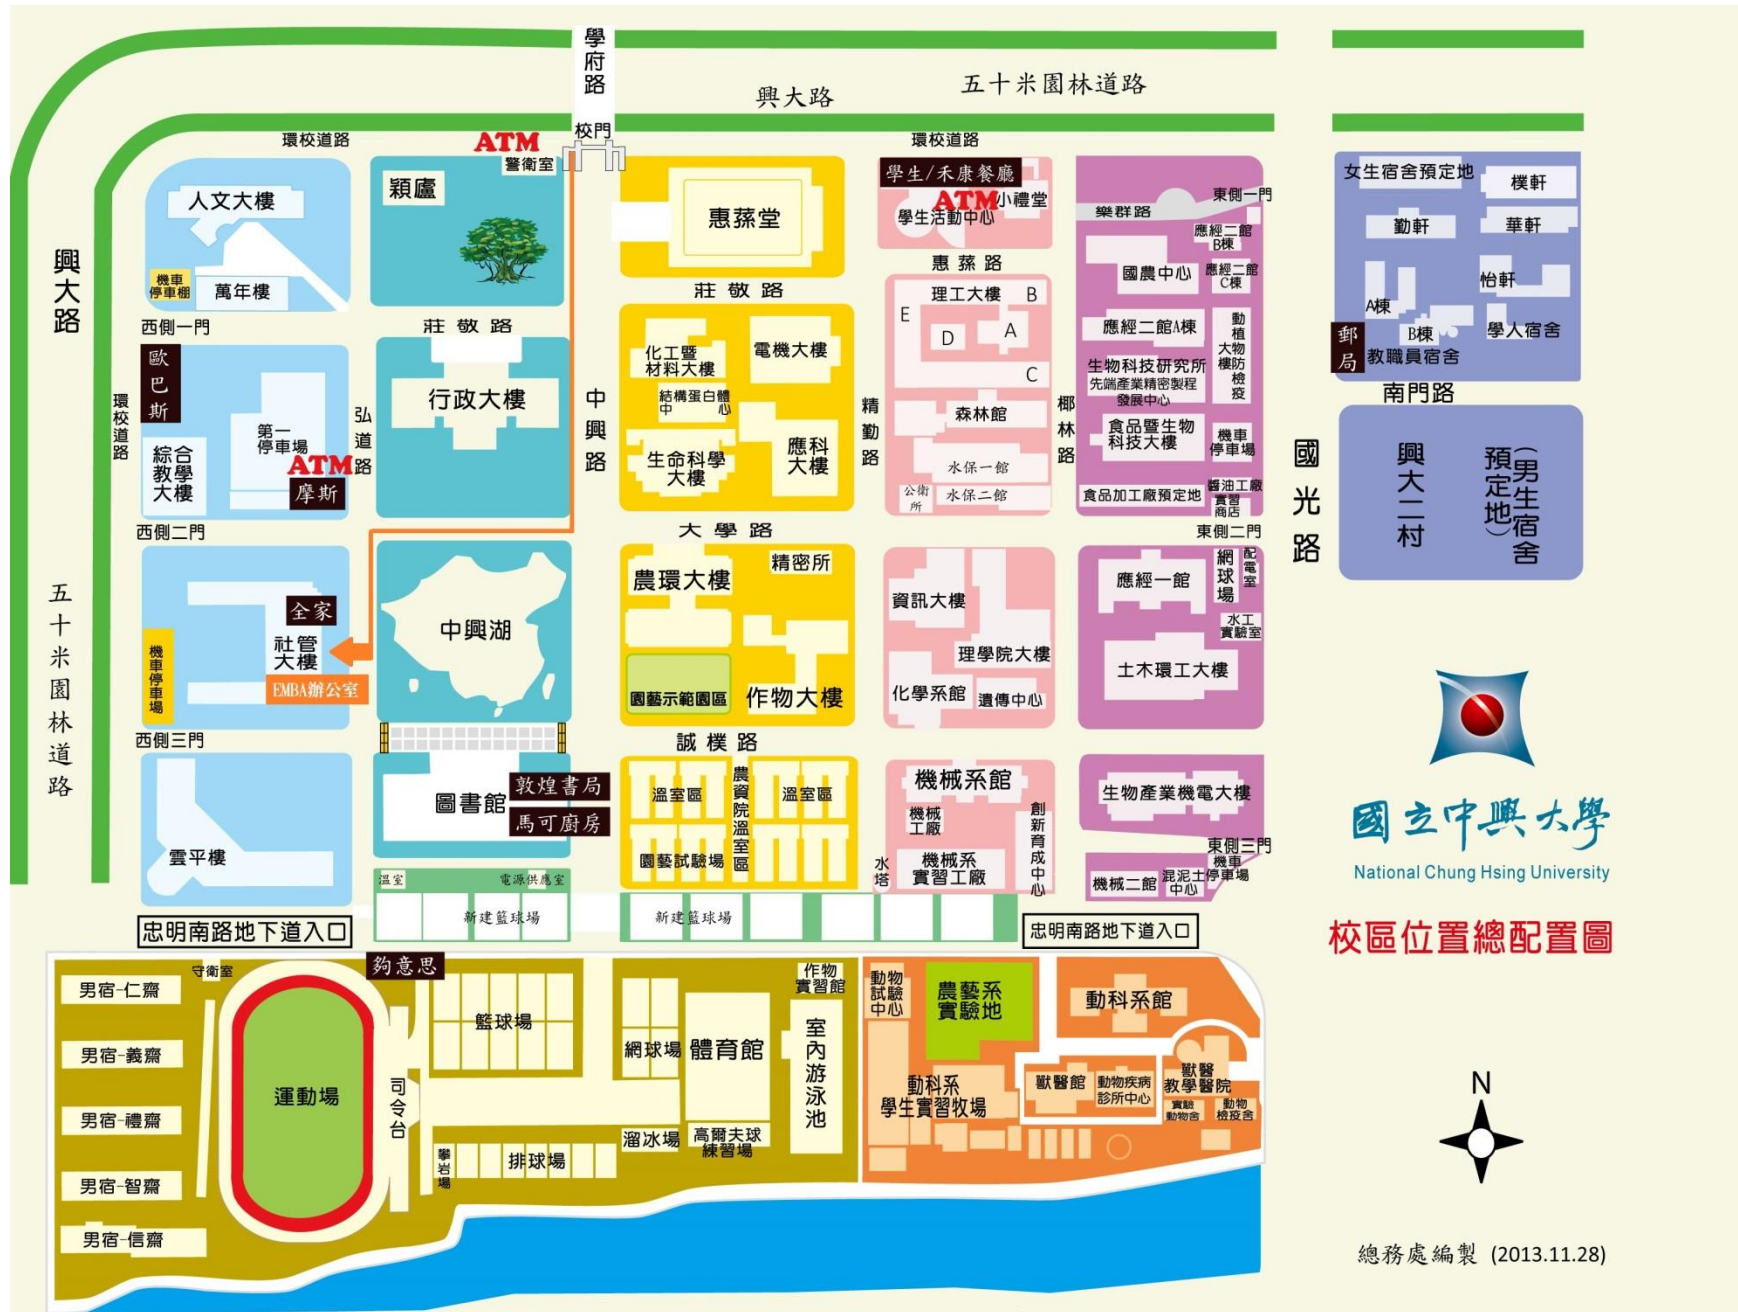 學府路
興大路
五十米園林道路
環校道路
ATM
校門
警衛室
環校道路
人文大樓
機車
停車棚
萬年樓
西側一門
潁廬
莊敬路
惠蓀堂
莊敬路
學生/禾康餐廳
ATM
小禮堂
學生活動中心
惠蓀路
樂群路
東側一門
應經二館
B棟
國農中心
應經二館
C棟
女生宿舍預定地
樸軒
勤軒
華軒
怡軒
A棟
B棟
學人宿舍
郵局
教職員宿舍
南門路
興大路
歐巴斯
環校道路
第一
停車場
ATM
摩斯
綜合
教學
大樓
西側二門
弘道路
行政大樓
中興路
化工暨
材料大樓
電機大樓
結構蛋白體
中心
生命科學
大樓
應科
大樓
精勤路
理工大樓
B
E
A
D
C
森林館
水保一館
公衛所
水保二館
椰林路
應經二館A棟
動植物防檢疫
大樓
生物科技研究所
先端產業精密製程
發展中心
食品暨生物
科技大樓
機車
停車場
食品加工廠預定地
醬油工廠
實習
商店
國光路
興大二村
(男生宿舍
預定地)
大學路
東側二門
五十米園林道路
全家
社管
大樓
EMBA辦公室
機車停車場
西側三門
中興湖
農環大樓
精密所
園藝示範園區
作物大樓
誠樸路
資訊大樓
理學院大樓
化學系館
遺傳中心
應經一館
網球場
配電室
水工
實驗室
土木環工大樓
雲平樓
圖書館
敦煌書局
馬可廚房
溫室區
農資院溫室區
溫室區
園藝試驗場
機械系館
機械
工廠
創新育成中心
水塔
機械系
實習工廠
生物產業機電大樓
東側三門
機車
停車場
機械二館
混泥土
中心
國立中興大學
National Chung Hsing University
校區位置總配置圖
溫室
電源供應室
新建籃球場
新建籃球場
忠明南路地下道入口
忠明南路地下道入口
男宿-仁齋
男宿-義齋
男宿-禮齋
男宿-智齋
男宿-信齋
守衛室
運動場
夠意思
司令台
籃球場
攀岩場
排球場
網球場
體育館
作物
實習館
室內游泳池
溜冰場
高爾夫球
練習場
動物
試驗
中心
農藝系
實驗地
動科系館
動科系
學生實習牧場
獸醫館
動物疾病
診所中心
獸醫
教學醫院
實驗
動物舍
動物
檢疫舍
N
總務處編製 (2013.11.28)